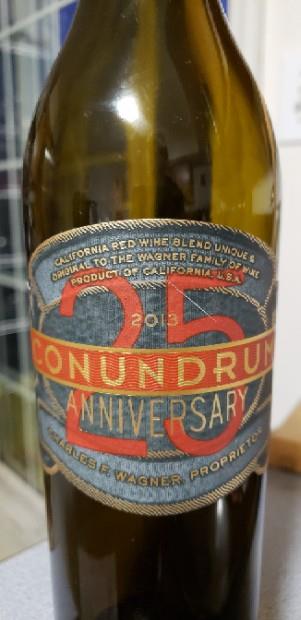 CALIFORNIA RED WINE BLEND UNIQUE &
ORIGINAL TO THE WAGNER FAMILY OF WINE
PRODUCT OF CALIFORNIA, U.S.A.
25
2013
CONUNDRUM
ANNIVERSARY
CHARLES F. WAGNER, PROPRIETOR